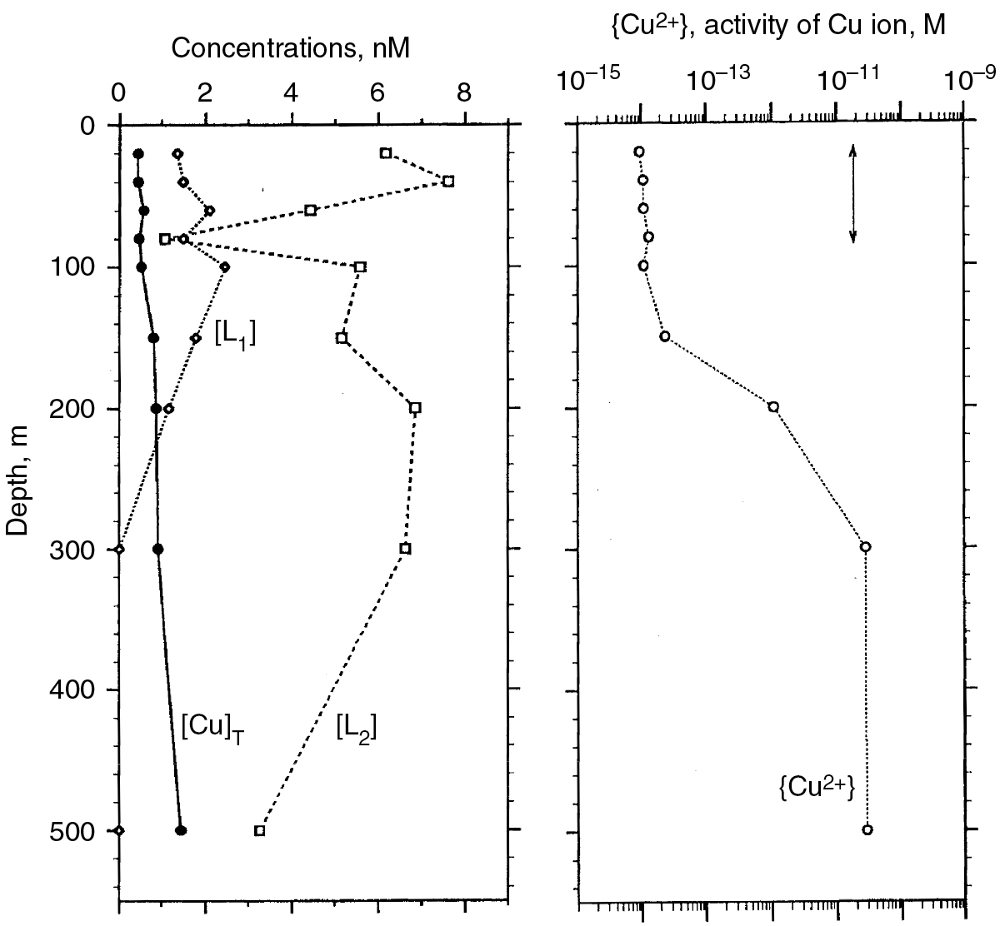 Concentrations, nM
0 2 4 6 8
{Cu²⁺}, activity of Cu ion, M
10⁻¹⁵ 10⁻¹³ 10⁻¹¹ 10⁻⁹
Depth, m
0
100
200
300
400
500
[L₁]
[Cu]T
[L₂]
{Cu²⁺}